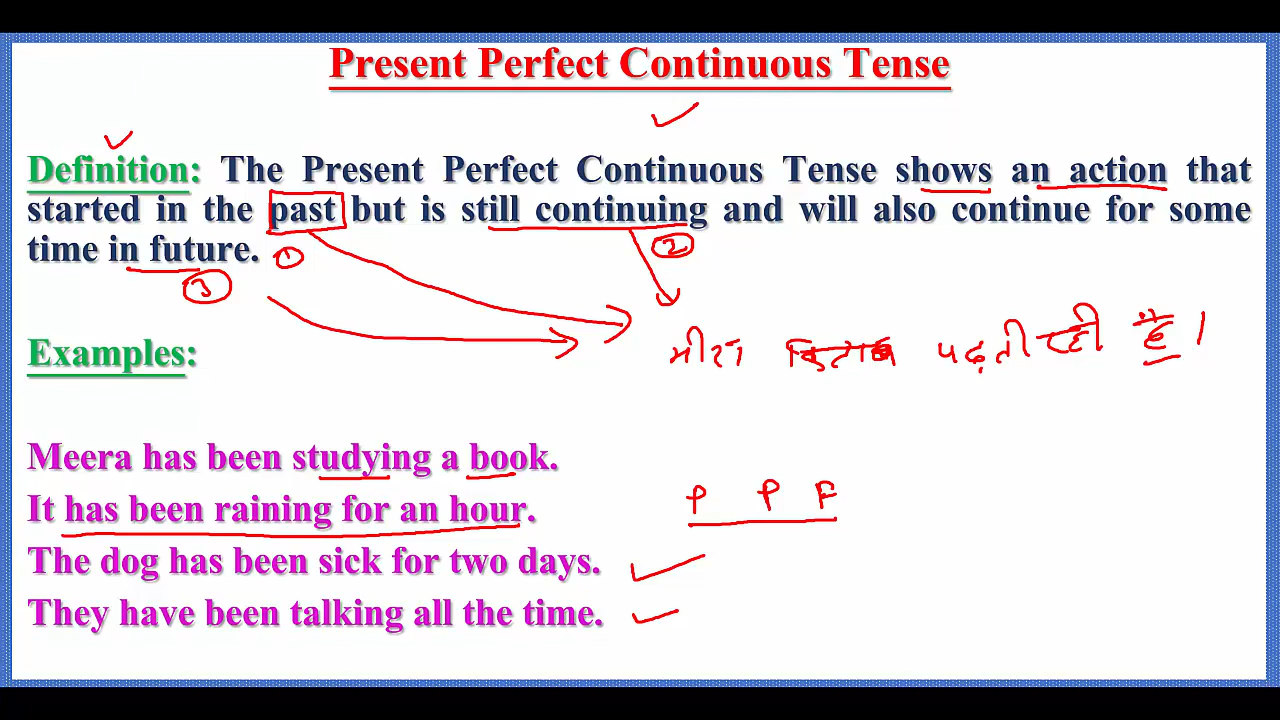 Present Perfect Continuous Tense
Definition: The Present Perfect Continuous Tense shows an action that
started in the past but is still continuing and will also continue for some
time in future.
1
2
3
Examples:
मीरा किताब पढ़ती रही है।
Meera has been studying a book.
It has been raining for an hour.
P P F
The dog has been sick for two days.
They have been talking all the time.